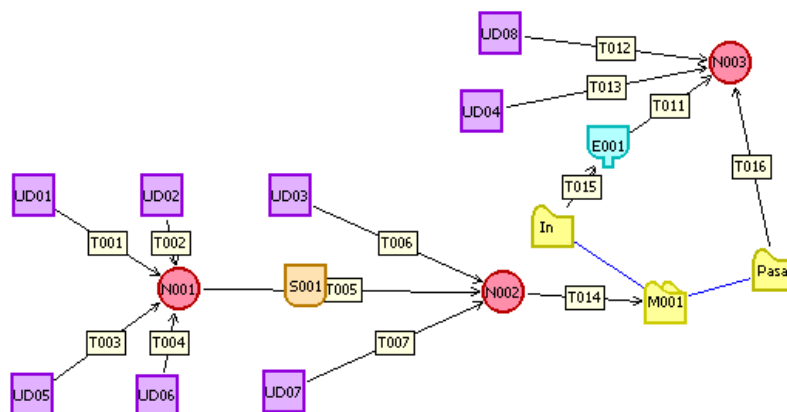 UD08
T012
N003
T013
UD04
T011
E001
T016
T015
UD01
UD02
UD03
In
T001
T002
T006
Pasa
N001
S001
T005
N002
T014
M001
T003
T004
T007
UD05
UD06
UD07